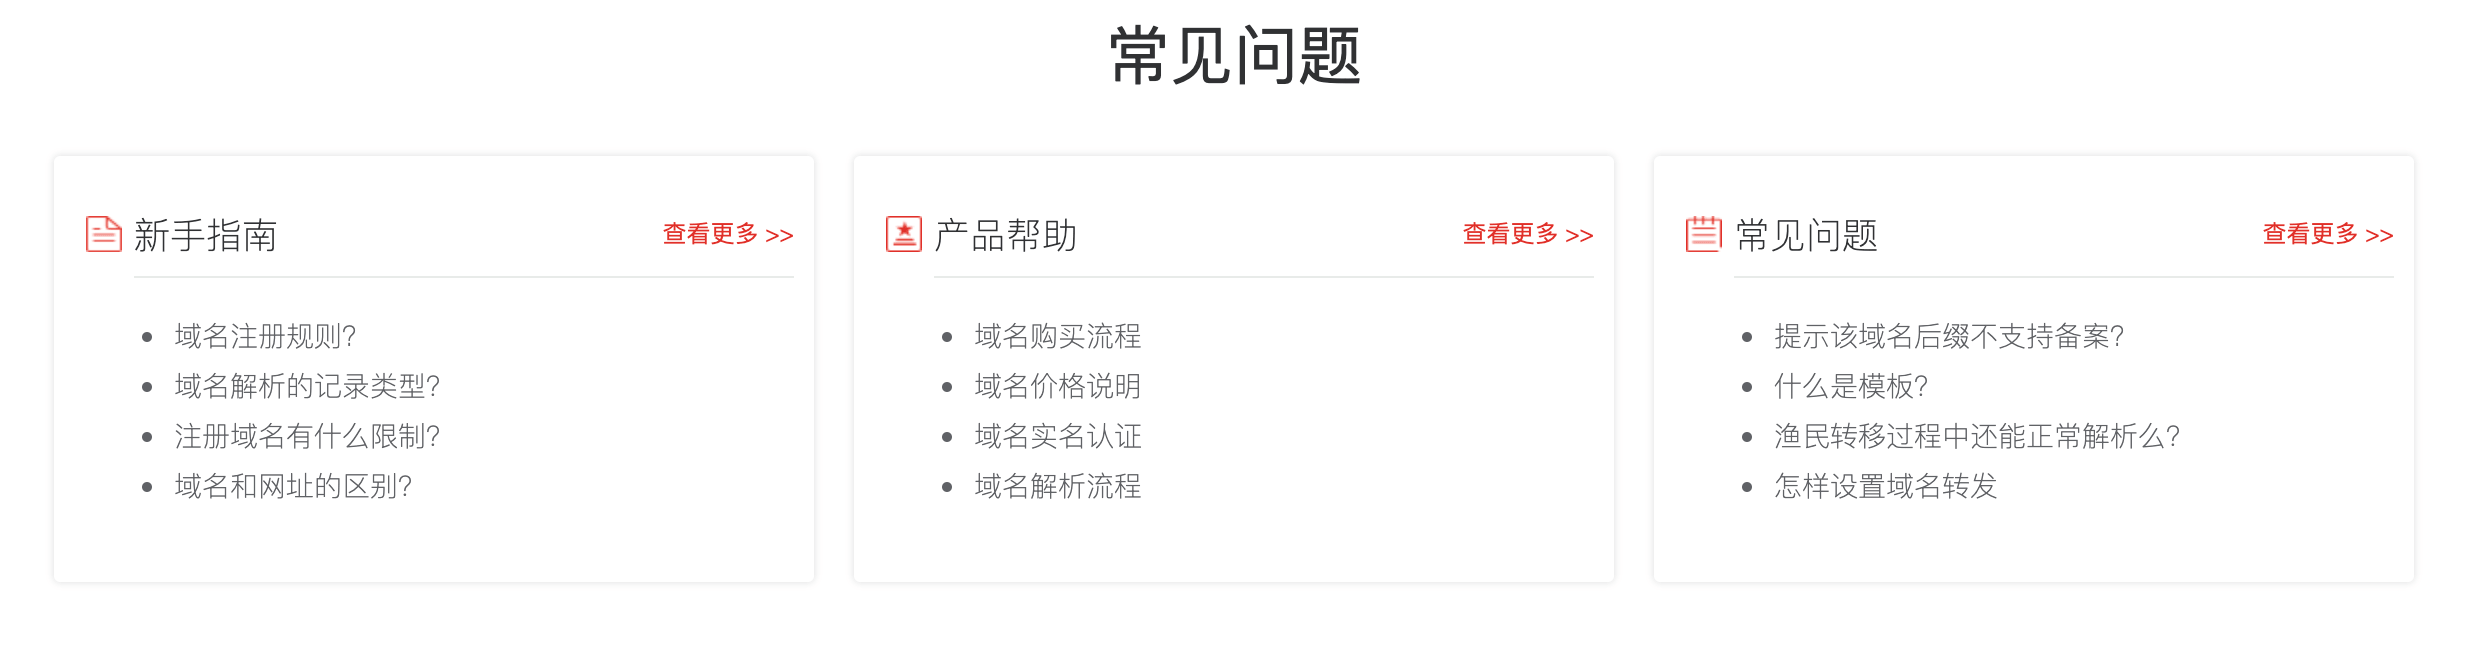 常见问题
新手指南
查看更多 >>
域名注册规则?
域名解析的记录类型?
注册域名有什么限制?
域名和网址的区别?
产品帮助
查看更多 >>
域名购买流程
域名价格说明
域名实名认证
域名解析流程
常见问题
查看更多 >>
提示该域名后缀不支持备案?
什么是模板?
渔民转移过程中还能正常解析么?
怎样设置域名转发